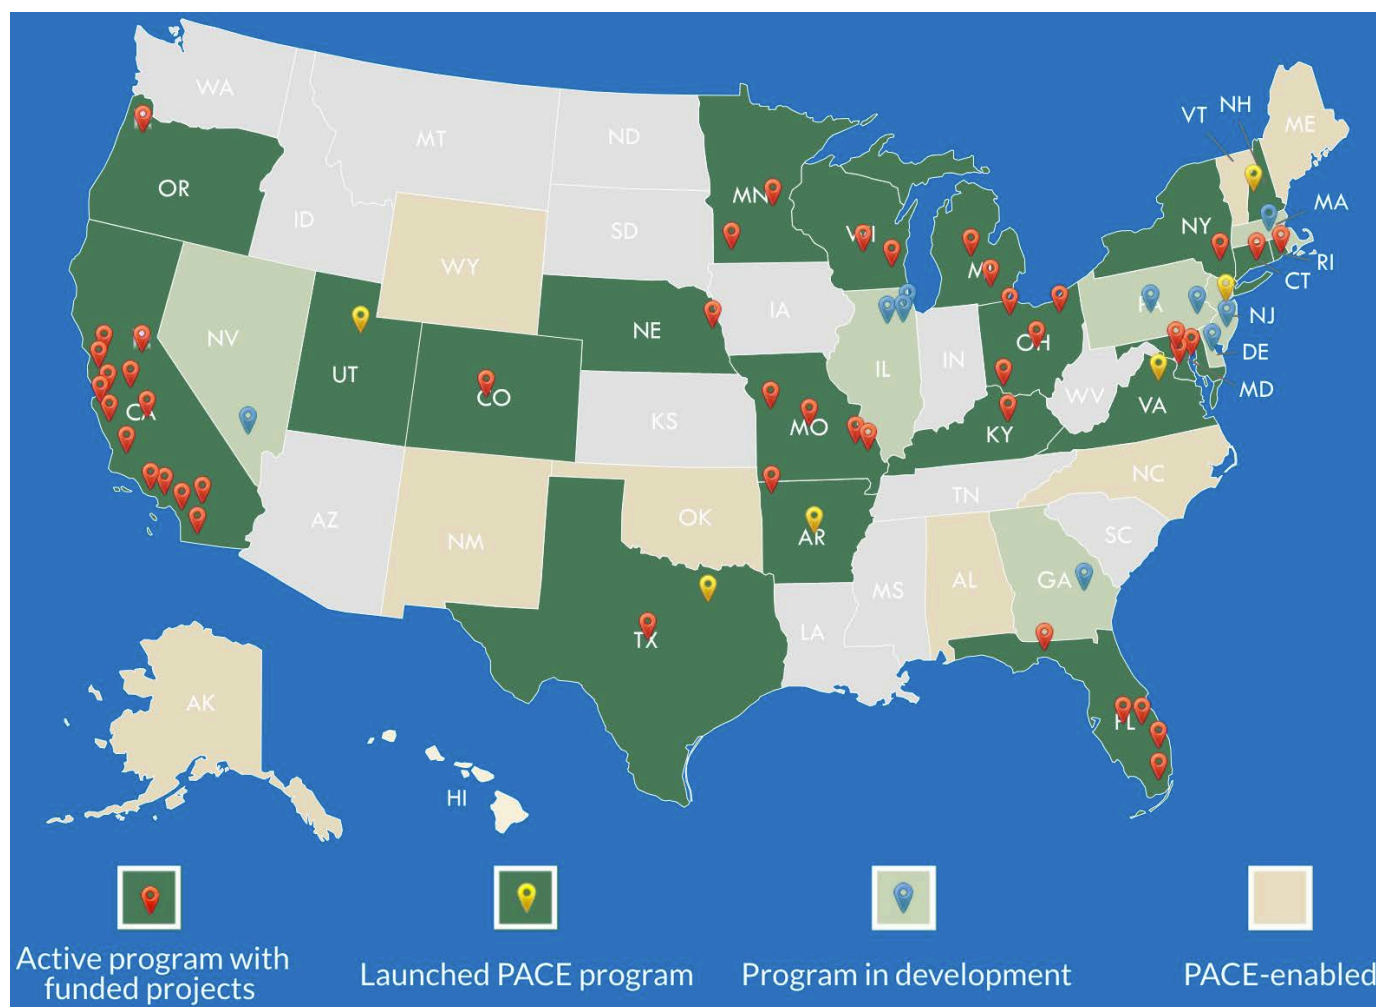 WA
MT
ND
VT
NH
ME
OR
ID
SD
MN
WI
MI
NY
MA
RI
CT
WY
IA
NE
PA
NJ
NV
UT
CO
IL
IN
OH
DE
MD
CA
KS
MO
KY
WV
VA
AZ
NM
OK
AR
TN
NC
SC
MS
AL
GA
TX
LA
FL
AK
HI
Active program with
funded projects
Launched PACE program
Program in development
PACE-enabled